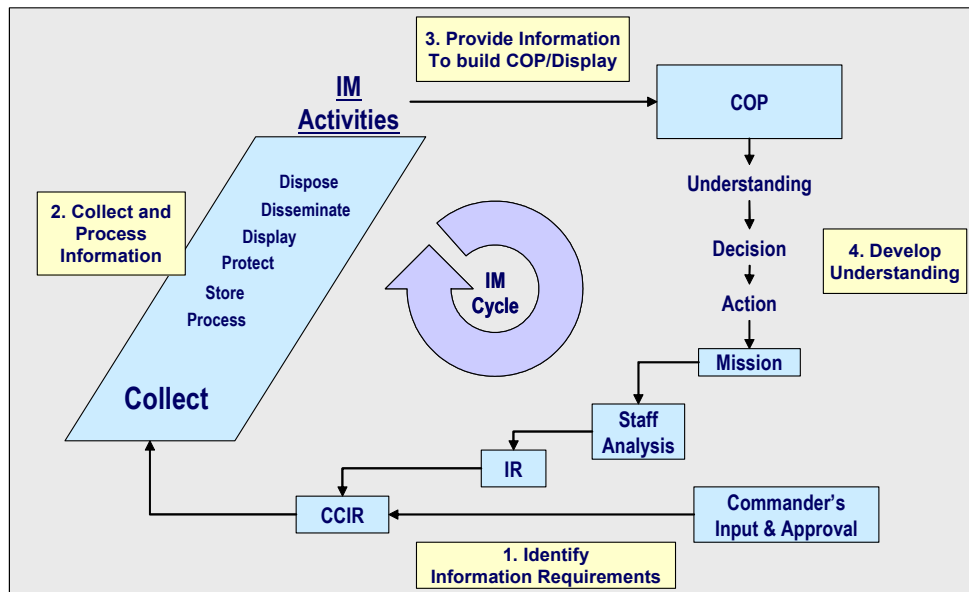 3. Provide Information
To build COP/Display
IM
Activities
COP
Dispose
Disseminate
Display
Protect
Store
Process
Collect
2. Collect and
Process
Information
IM
Cycle
Understanding
Decision
Action
4. Develop
Understanding
Mission
Staff
Analysis
IR
CCIR
Commander's
Input & Approval
1. Identify
Information Requirements